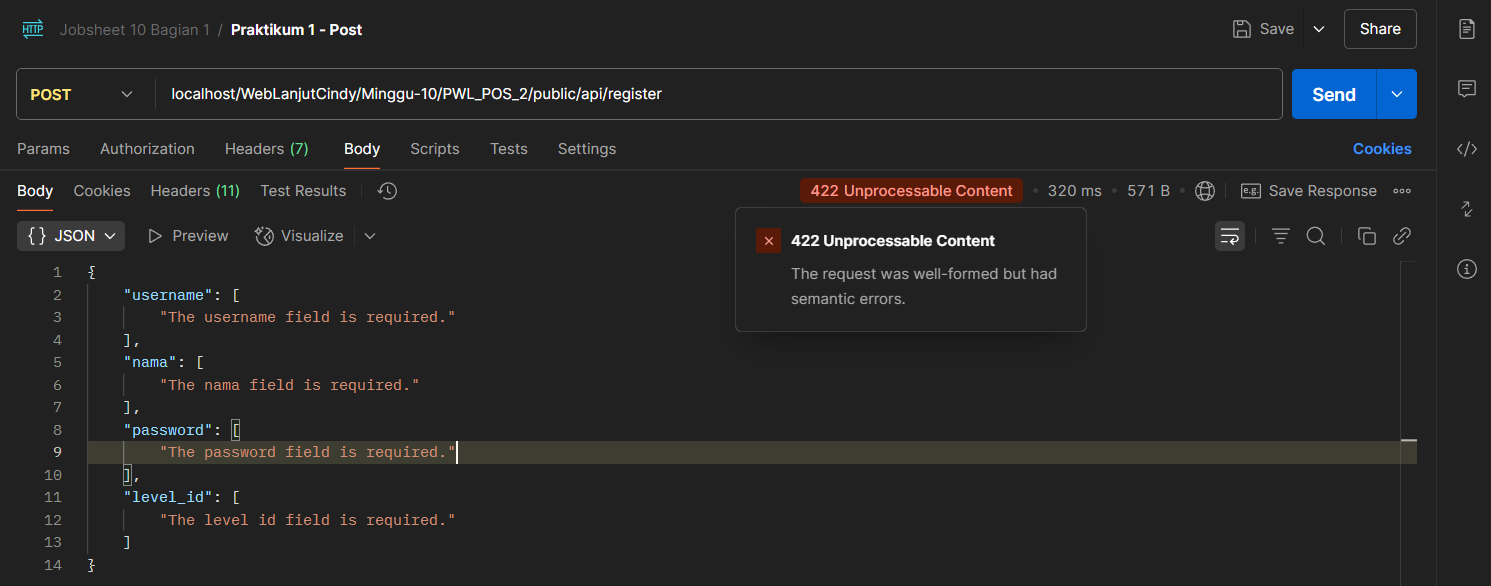 HTTP Jobsheet 10 Bagian 1 / Praktikum 1 - Post Save Share
POST localhost/WebLanjutCindy/Minggu-10/PWL_POS_2/public/api/register Send
Params Authorization Headers (7) Body Scripts Tests Settings Cookies
Body Cookies Headers (11) Test Results 422 Unprocessable Content 320 ms 571 B e.g. Save Response
{} JSON Preview Visualize
422 Unprocessable Content
The request was well-formed but had
semantic errors.
1 {
2 "username": [
3 "The username field is required."
4 ],
5 "nama": [
6 "The nama field is required."
7 ],
8 "password": [
9 "The password field is required."
10 ],
11 "level_id": [
12 "The level id field is required."
13 ]
14 }